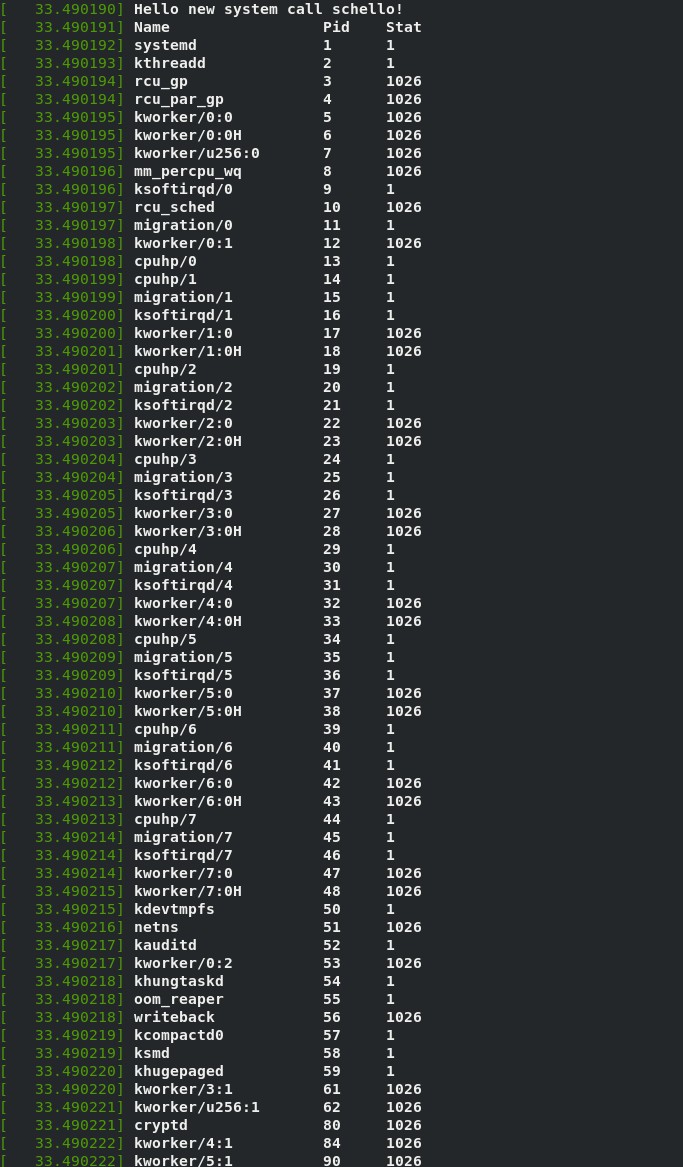 [   33.490190] Hello new system call schello!
[   33.490191] Name                 Pid    Stat
[   33.490192] systemd              1      1
[   33.490193] kthreadd             2      1
[   33.490194] rcu_gp               3      1026
[   33.490194] rcu_par_gp           4      1026
[   33.490195] kworker/0:0          5      1026
[   33.490195] kworker/0:0H         6      1026
[   33.490195] kworker/u256:0       7      1026
[   33.490196] mm_percpu_wq         8      1026
[   33.490196] ksoftirqd/0          9      1
[   33.490197] rcu_sched            10     1026
[   33.490197] migration/0          11     1
[   33.490198] kworker/0:1          12     1026
[   33.490198] cpuhp/0              13     1
[   33.490199] cpuhp/1              14     1
[   33.490199] migration/1          15     1
[   33.490200] ksoftirqd/1          16     1
[   33.490200] kworker/1:0          17     1026
[   33.490201] kworker/1:0H         18     1026
[   33.490201] cpuhp/2              19     1
[   33.490202] migration/2          20     1
[   33.490202] ksoftirqd/2          21     1
[   33.490203] kworker/2:0          22     1026
[   33.490203] kworker/2:0H         23     1026
[   33.490204] cpuhp/3              24     1
[   33.490204] migration/3          25     1
[   33.490205] ksoftirqd/3          26     1
[   33.490205] kworker/3:0          27     1026
[   33.490206] kworker/3:0H         28     1026
[   33.490206] cpuhp/4              29     1
[   33.490207] migration/4          30     1
[   33.490207] ksoftirqd/4          31     1
[   33.490207] kworker/4:0          32     1026
[   33.490208] kworker/4:0H         33     1026
[   33.490208] cpuhp/5              34     1
[   33.490209] migration/5          35     1
[   33.490209] ksoftirqd/5          36     1
[   33.490210] kworker/5:0          37     1026
[   33.490210] kworker/5:0H         38     1026
[   33.490211] cpuhp/6              39     1
[   33.490211] migration/6          40     1
[   33.490212] ksoftirqd/6          41     1
[   33.490212] kworker/6:0          42     1026
[   33.490213] kworker/6:0H         43     1026
[   33.490213] cpuhp/7              44     1
[   33.490214] migration/7          45     1
[   33.490214] ksoftirqd/7          46     1
[   33.490214] kworker/7:0          47     1026
[   33.490215] kworker/7:0H         48     1026
[   33.490215] kdevtmpfs            50     1
[   33.490216] netns                51     1026
[   33.490217] kauditd              52     1
[   33.490217] kworker/0:2          53     1026
[   33.490218] khungtaskd           54     1
[   33.490218] oom_reaper           55     1
[   33.490218] writeback            56     1026
[   33.490219] kcompactd0           57     1
[   33.490219] ksmd                 58     1
[   33.490220] khugepaged           59     1
[   33.490220] kworker/3:1          61     1026
[   33.490221] kworker/u256:1       62     1026
[   33.490221] cryptd               80     1026
[   33.490222] kworker/4:1          84     1026
[   33.490222] kworker/5:1          90     1026